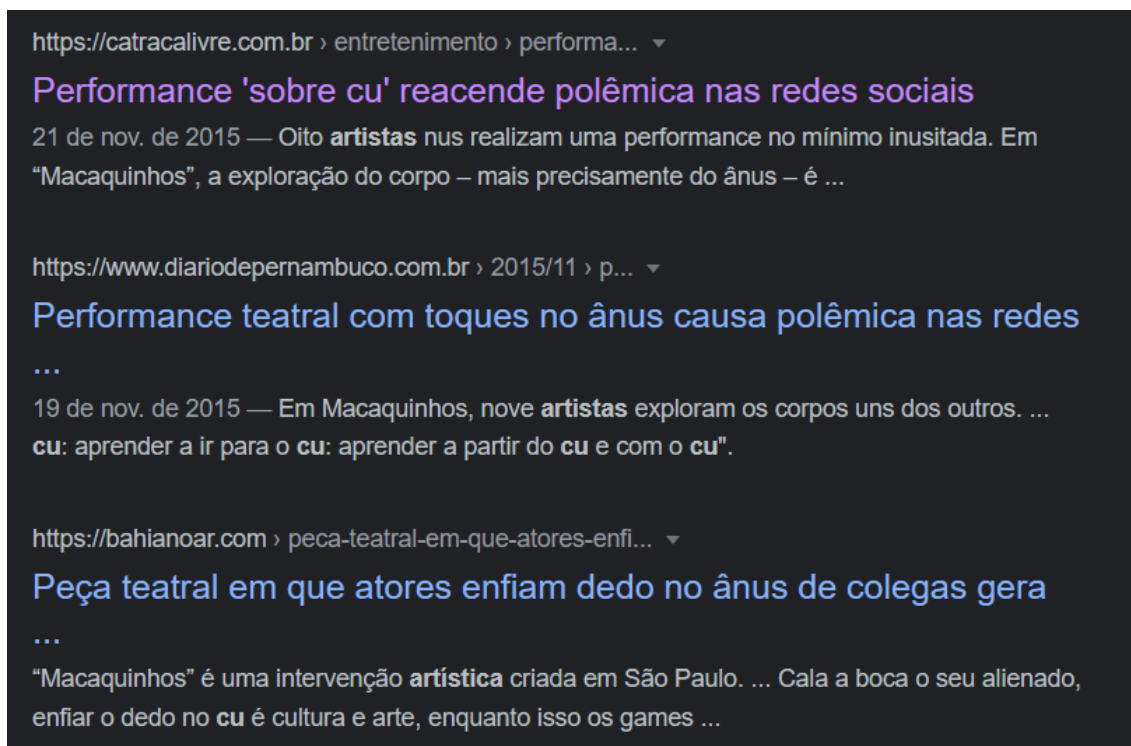 https://catracalivre.com.br › entretenimento › performa...
Performance 'sobre cu' reacende polêmica nas redes sociais
21 de nov. de 2015 — Oito artistas nus realizam uma performance no mínimo inusitada. Em
“Macaquinhos”, a exploração do corpo – mais precisamente do ânus – é ...
https://www.diariodepernambuco.com.br › 2015/11 › p...
Performance teatral com toques no ânus causa polêmica nas redes
...
19 de nov. de 2015 — Em Macaquinhos, nove artistas exploram os corpos uns dos outros. ...
cu: aprender a ir para o cu: aprender a partir do cu e com o cu".
https://bahianoar.com › peca-teatral-em-que-atores-enfi...
Peça teatral em que atores enfiam dedo no ânus de colegas gera
...
“Macaquinhos” é uma intervenção artística criada em São Paulo. ... Cala a boca o seu alienado,
enfiar o dedo no cu é cultura e arte, enquanto isso os games ...